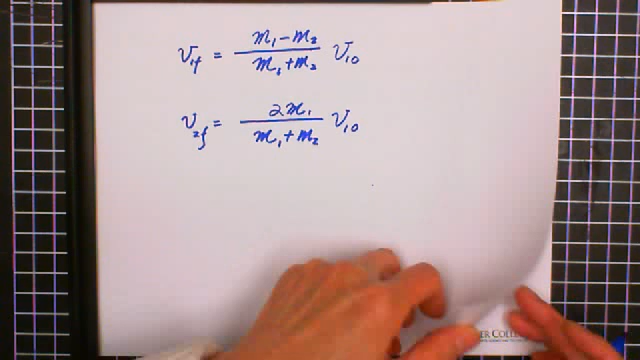 V₁f = (m₁ - m₂) / (m₁ + m₂) V₁₀
V₂f = 2m₁ / (m₁ + m₂) V₁₀